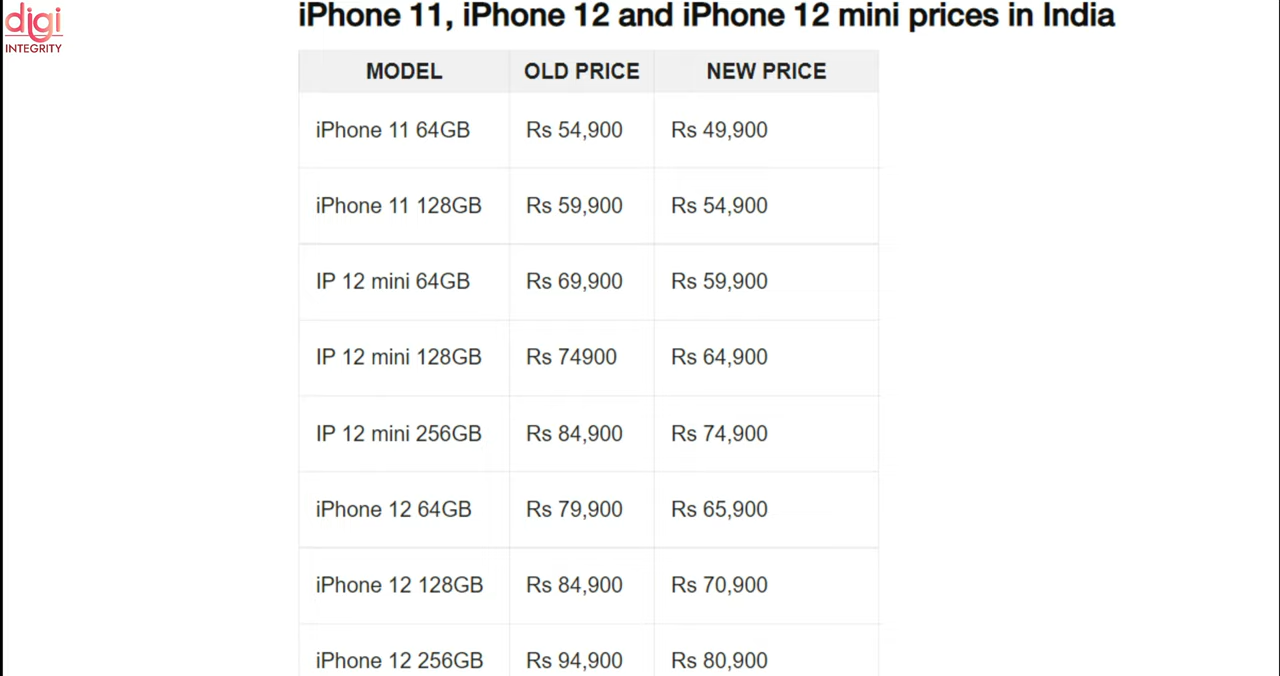 digi
INTEGRITY
iPhone 11, iPhone 12 and iPhone 12 mini prices in India
MODEL OLD PRICE NEW PRICE
iPhone 11 64GB Rs 54,900 Rs 49,900
iPhone 11 128GB Rs 59,900 Rs 54,900
IP 12 mini 64GB Rs 69,900 Rs 59,900
IP 12 mini 128GB Rs 74900 Rs 64,900
IP 12 mini 256GB Rs 84,900 Rs 74,900
iPhone 12 64GB Rs 79,900 Rs 65,900
iPhone 12 128GB Rs 84,900 Rs 70,900
iPhone 12 256GB Rs 94,900 Rs 80,900